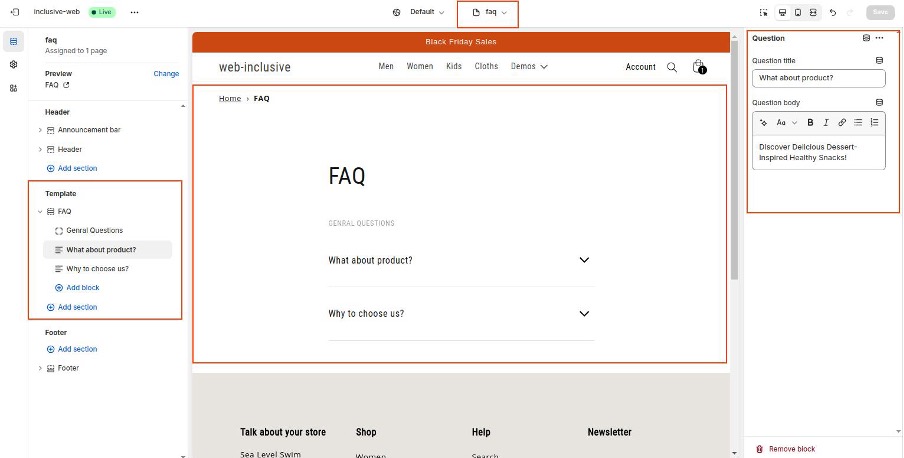 inclusive-web
Live
Default
faq
Save
faq
Assigned to 1 page
Preview
Change
FAQ
Header
Announcement bar
Header
Add section
Template
FAQ
Genral Questions
What about product?
Why to choose us?
Add block
Add section
Footer
Add section
Footer
Black Friday Sales
web-inclusive
Men Women Kids Cloths Demos
Account
1
Home › FAQ
FAQ
GENRAL QUESTIONS
What about product?
Why to choose us?
Talk about your store
Shop
Help
Newsletter
Sea Level Swim
Women
Search
Question
Question title
What about product?
Question body
Aa
B
I
Discover Delicious Dessert-
Inspired Healthy Snacks!
Remove block